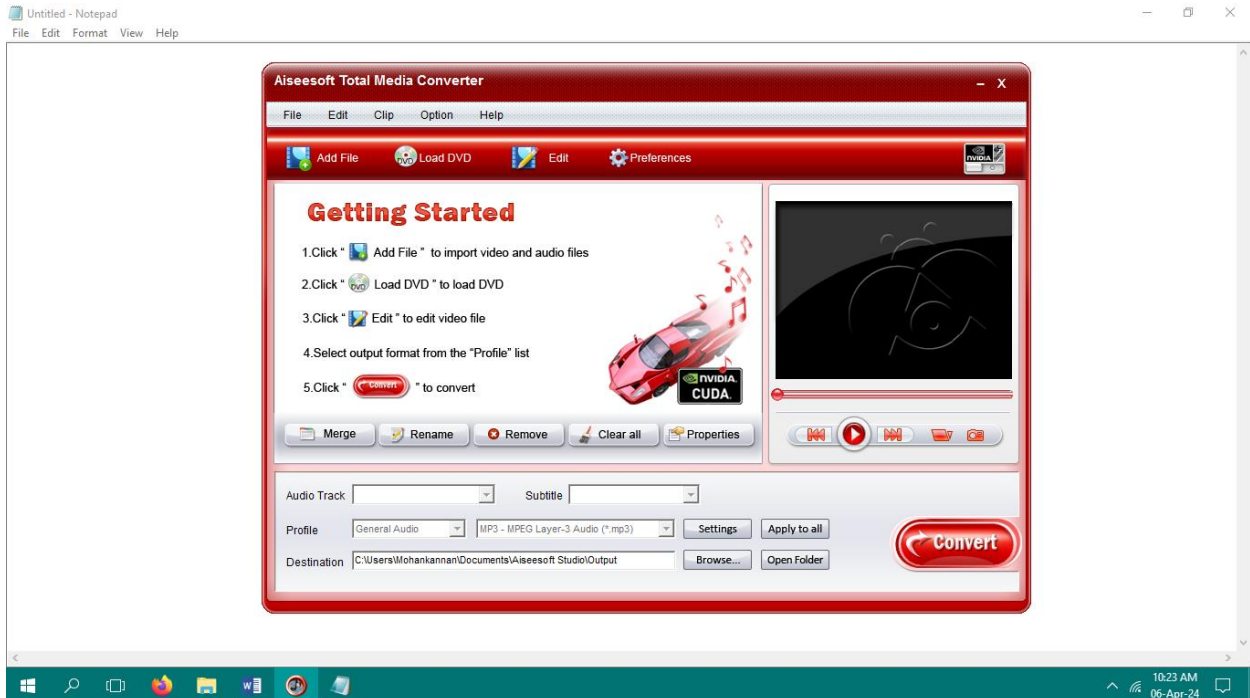 Untitled - Notepad
File Edit Format View Help
Aiseesoft Total Media Converter
File Edit Clip Option Help
Add File Load DVD Edit Preferences
NVIDIA
Getting Started
1.Click “ Add File ” to import video and audio files
2.Click “ DVD Load DVD ” to load DVD
3.Click “ Edit ” to edit video file
4.Select output format from the “Profile” list
5.Click “ Convert ” to convert
NVIDIA.
CUDA.
Merge Rename Remove Clear all Properties
Audio Track Subtitle
Profile General Audio MP3 - MPEG Layer-3 Audio (*.mp3) Settings Apply to all
Convert
Destination C:\Users\Mohankannan\Documents\Aiseesoft Studio\Output Browse... Open Folder
10:23 AM
06-Apr-24